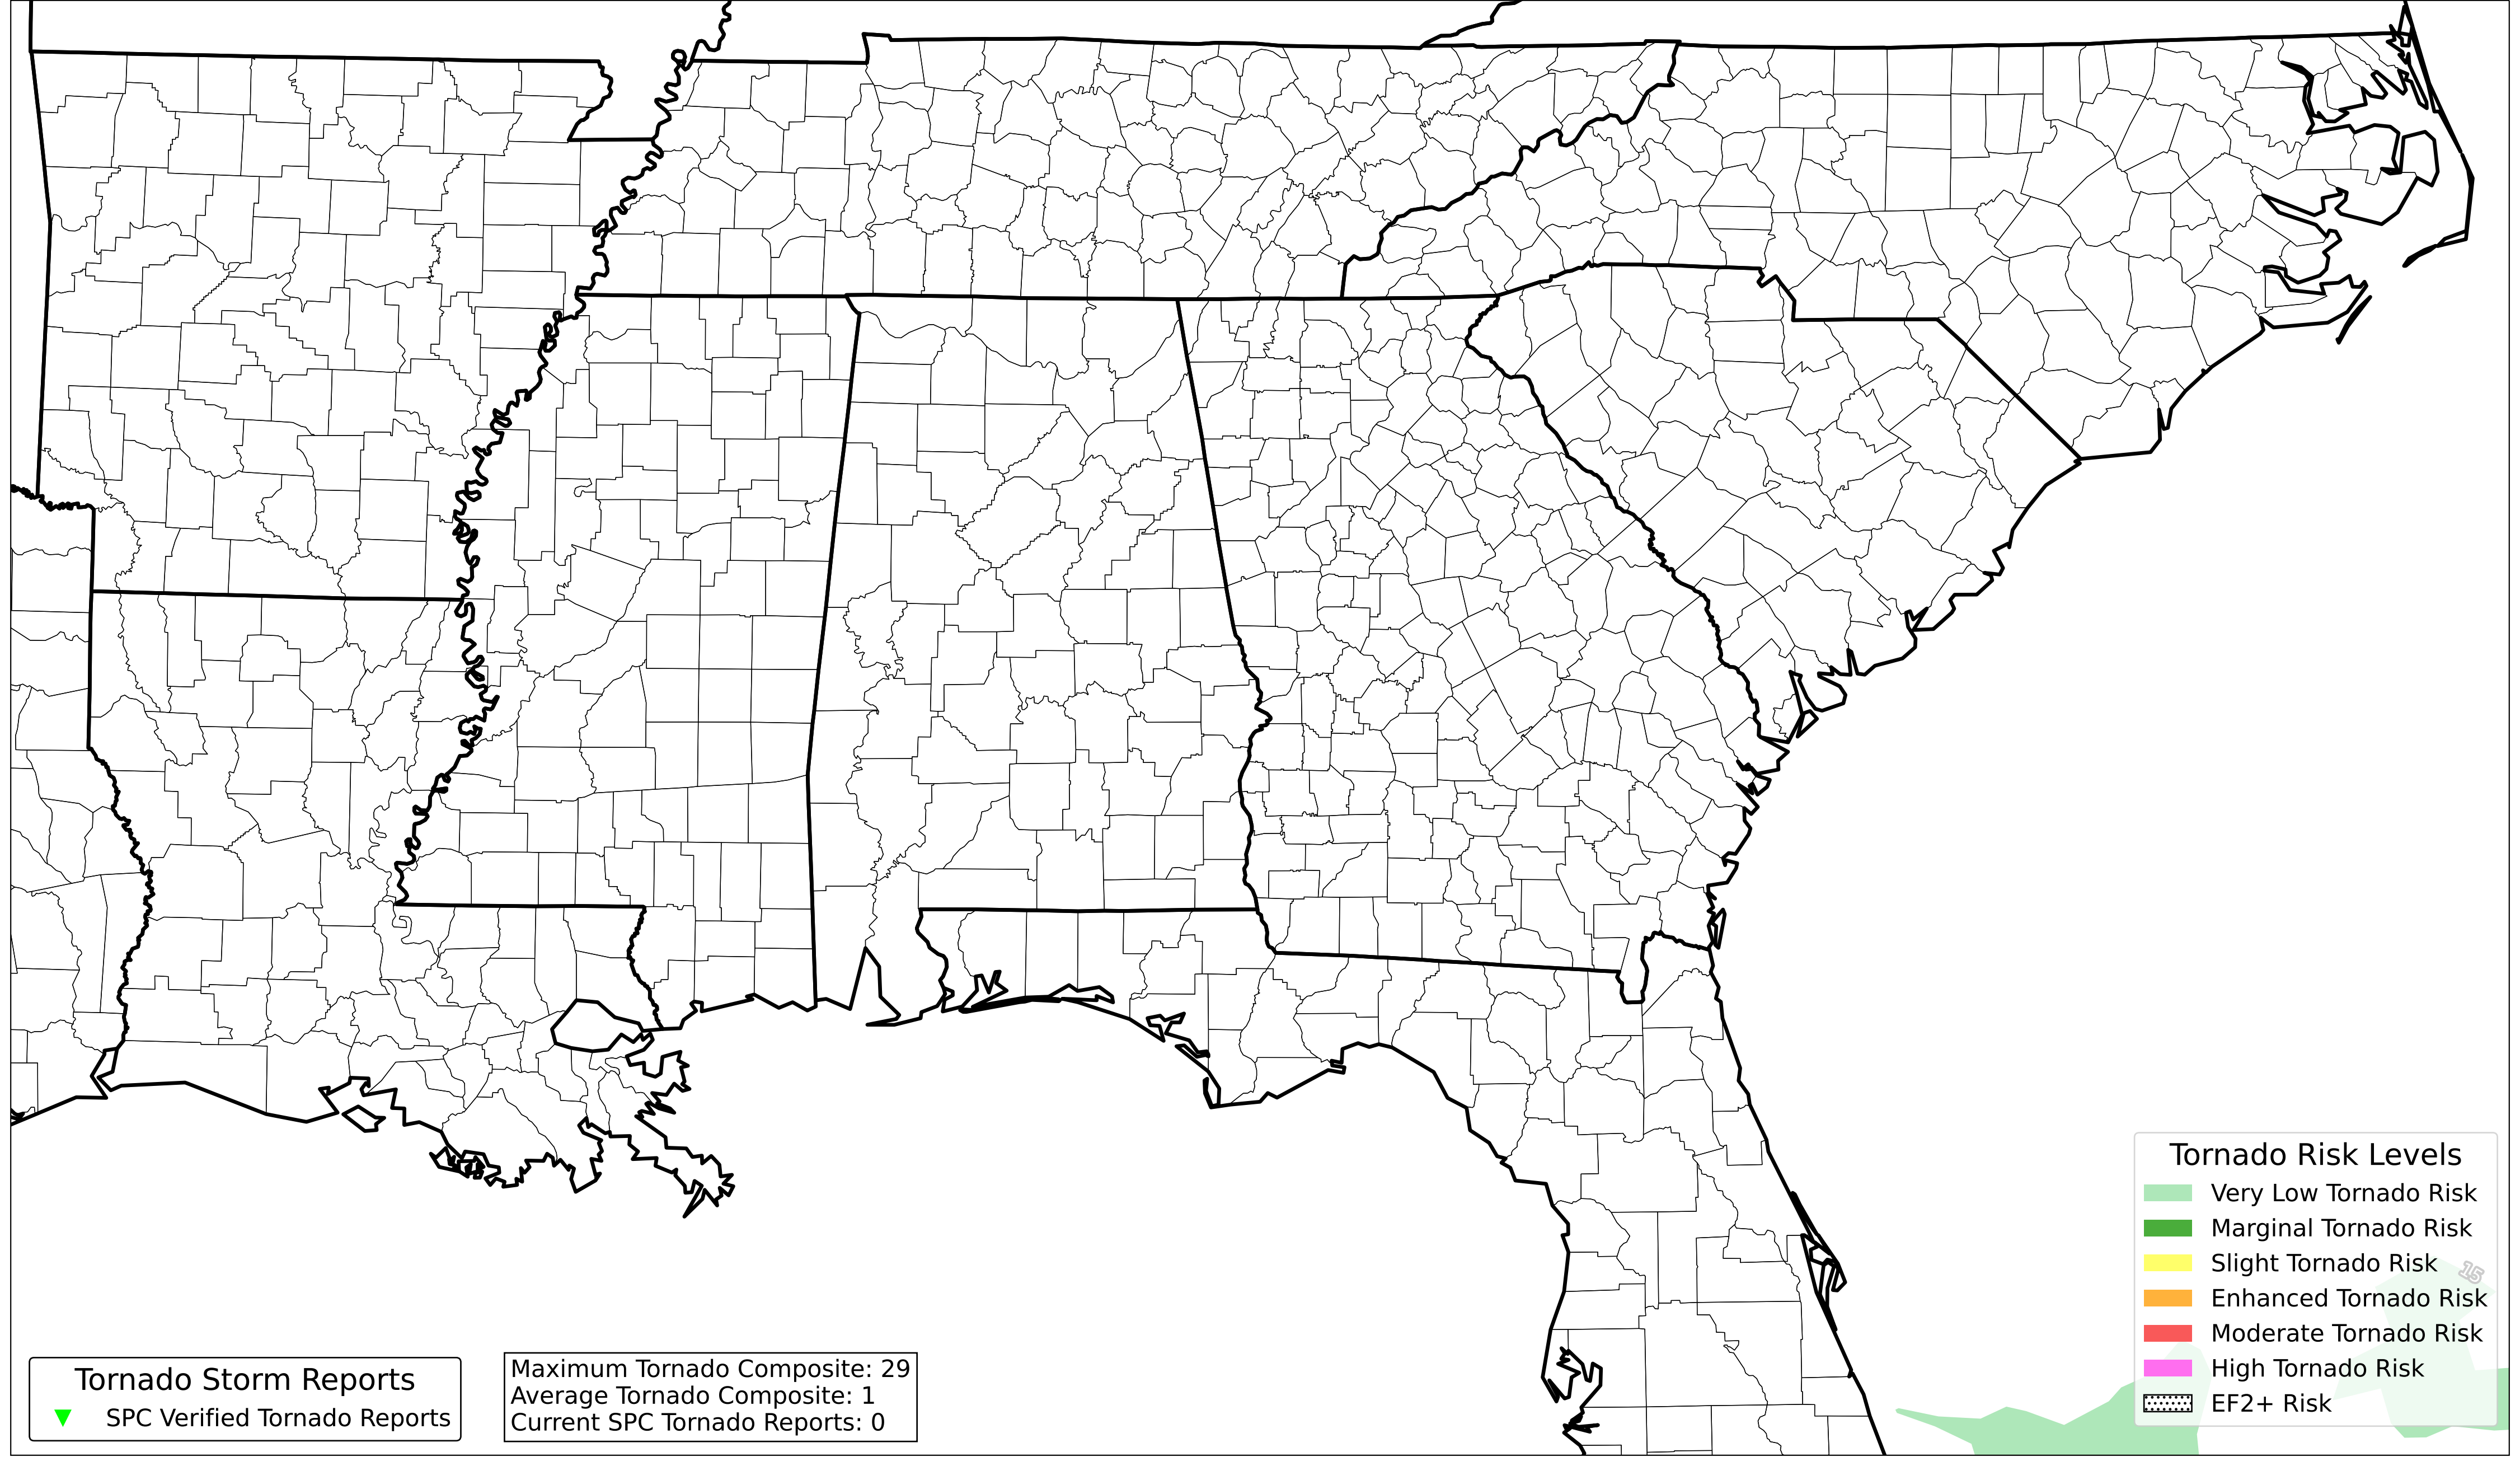 Tornado Risk Levels
Very Low Tornado Risk
Marginal Tornado Risk
Slight Tornado Risk
15
Enhanced Tornado Risk
Moderate Tornado Risk
High Tornado Risk
EF2+ Risk
Tornado Storm Reports
SPC Verified Tornado Reports
Maximum Tornado Composite: 29
Average Tornado Composite: 1
Current SPC Tornado Reports: 0